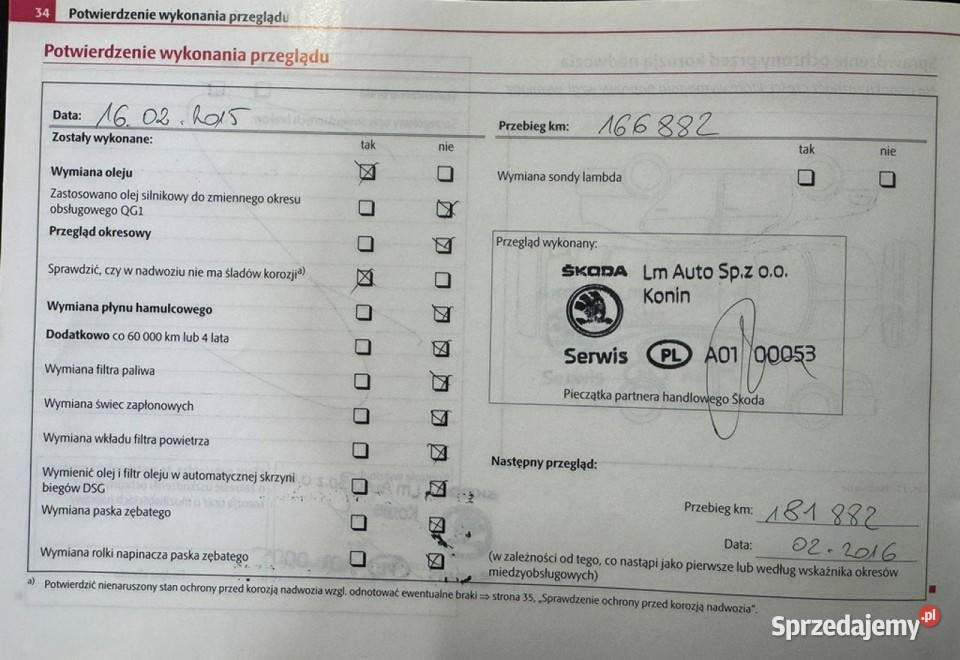 34 Potwierdzenie wykonania przeglądu
Potwierdzenie wykonania przeglądu
Data: 16.02.2015
Przebieg km: 166882
Zostały wykonane:
tak nie
tak nie
Wymiana oleju
Wymiana sondy lambda
Zastosowano olej silnikowy do zmiennego okresu
obsługowego QG1
Przegląd okresowy
Sprawdzić, czy w nadwoziu nie ma śladów korozji a)
Wymiana płynu hamulcowego
Dodatkowo co 60 000 km lub 4 lata
Wymiana filtra paliwa
Wymiana świec zapłonowych
Wymiana wkładu filtra powietrza
Wymienić olej i filtr oleju w automatycznej skrzyni
biegów DSG
Wymiana paska zębatego
Wymiana rolki napinacza paska zębatego
Przegląd wykonany:
ŠKODA Lm Auto Sp.z o.o.
Konin
Serwis PL A01 00053
Pieczątka partnera handlowego Škoda
Następny przegląd:
Przebieg km: 181 882
Data: 02.2016
(w zależności od tego, co nastąpi jako pierwsze lub według wskaźnika okresów
miedzyobsługowych)
a) Potwierdzić nienaruszony stan ochrony przed korozją nadwozia wzgl. odnotować ewentualne braki ⇒ strona 35, „Sprawdzenie ochrony przed korozją nadwozia".
Sprzedajemy.pl